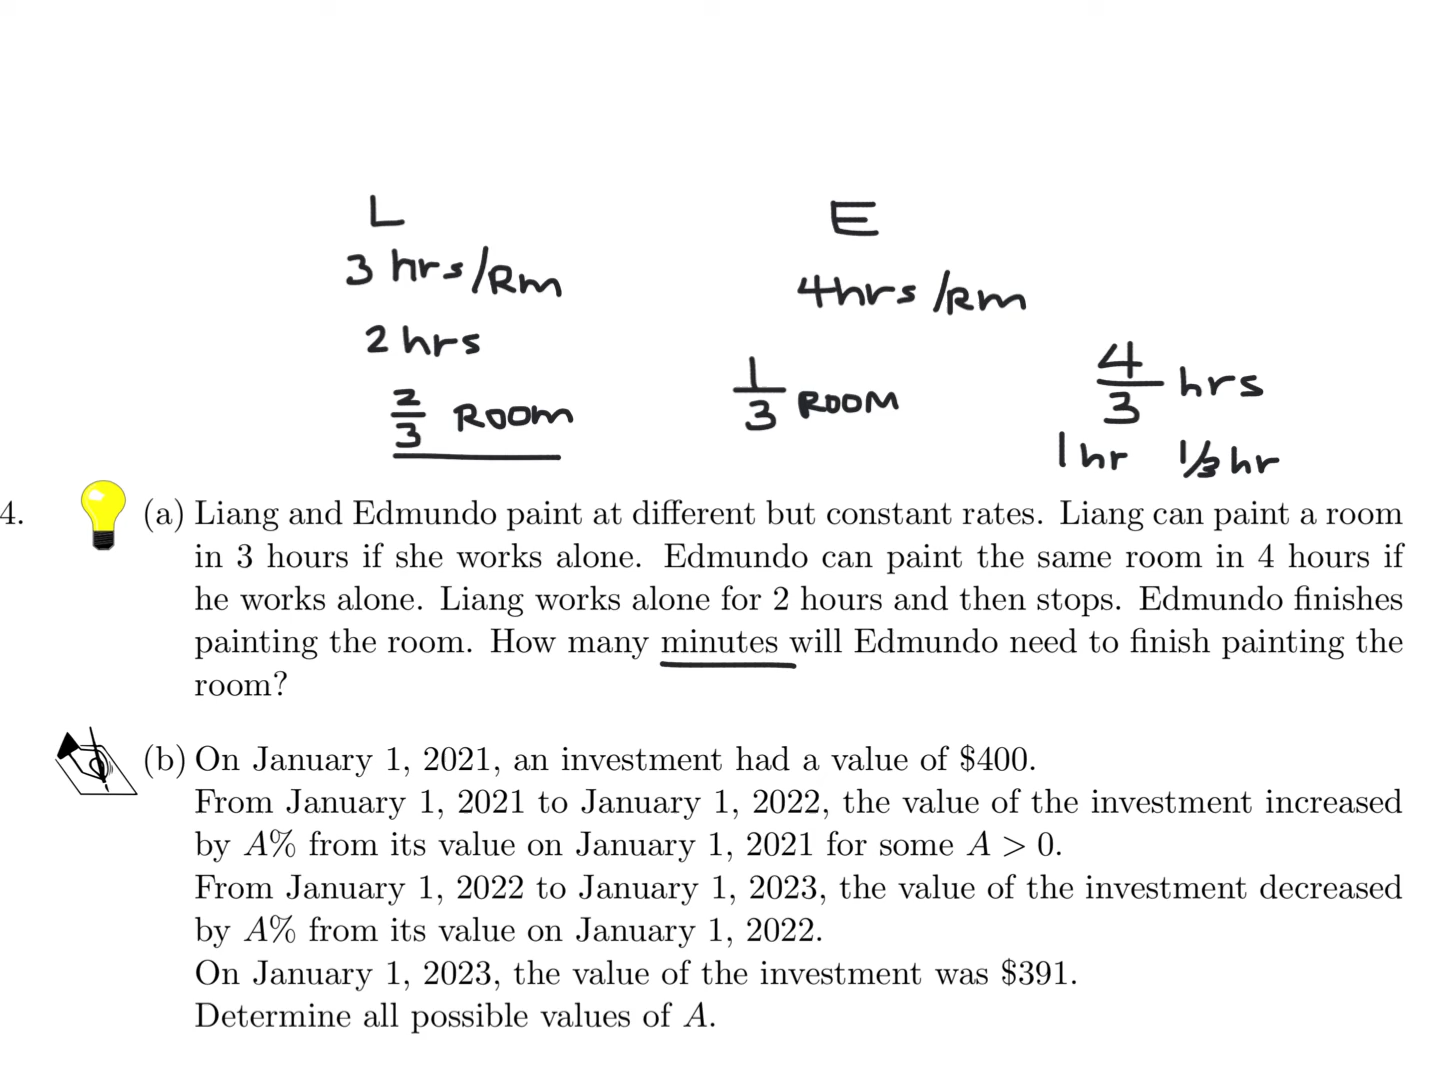 L
E
3 hrs/Rm
4hrs/Rm
2 hrs
2/3 ROOM
1/3 ROOM
4/3 hrs
1 hr 1/3 hr
4. (a) Liang and Edmundo paint at different but constant rates. Liang can paint a room
in 3 hours if she works alone. Edmundo can paint the same room in 4 hours if
he works alone. Liang works alone for 2 hours and then stops. Edmundo finishes
painting the room. How many minutes will Edmundo need to finish painting the
room?
(b) On January 1, 2021, an investment had a value of $400.
From January 1, 2021 to January 1, 2022, the value of the investment increased
by A% from its value on January 1, 2021 for some A > 0.
From January 1, 2022 to January 1, 2023, the value of the investment decreased
by A% from its value on January 1, 2022.
On January 1, 2023, the value of the investment was $391.
Determine all possible values of A.